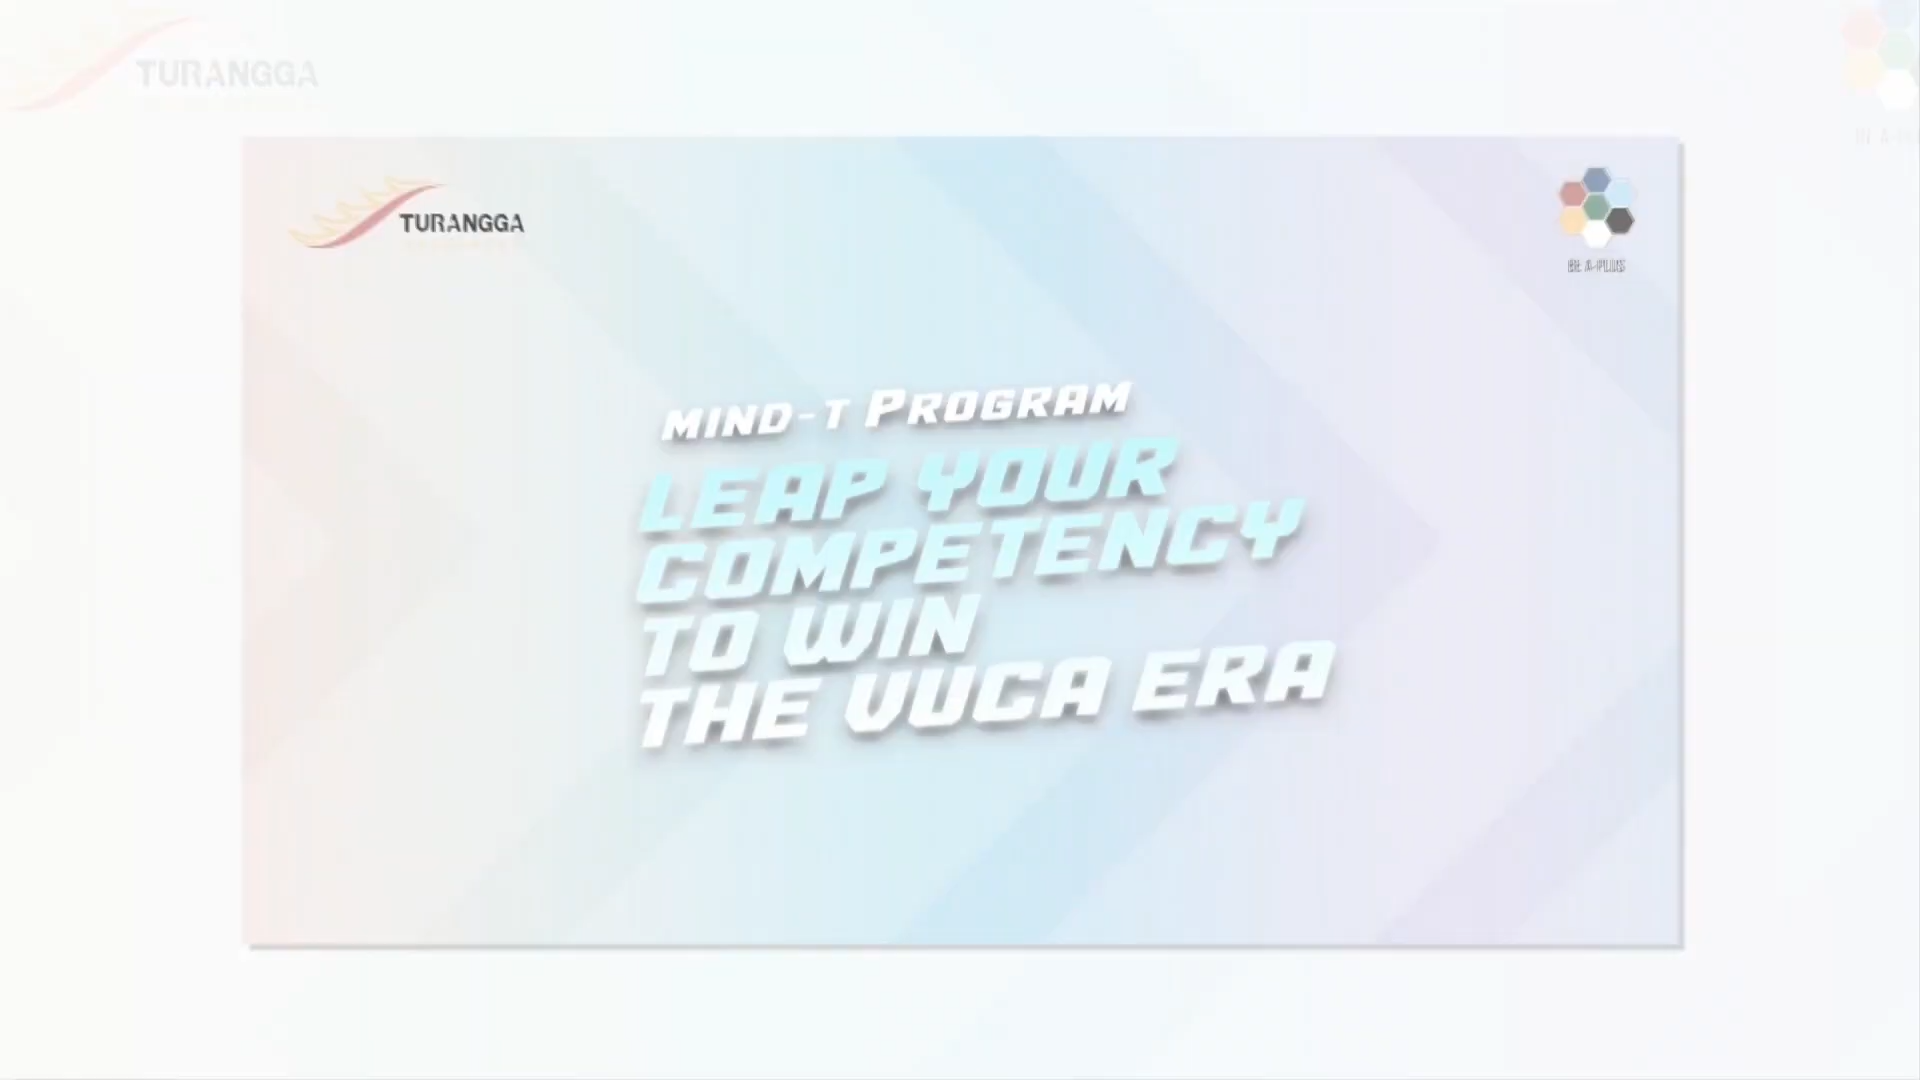 TURANGGA
TURANGGA
BE A-PLUS
MIND-T PROGRAM
LEAP YOUR
COMPETENCY
TO WIN
THE VUCA ERA